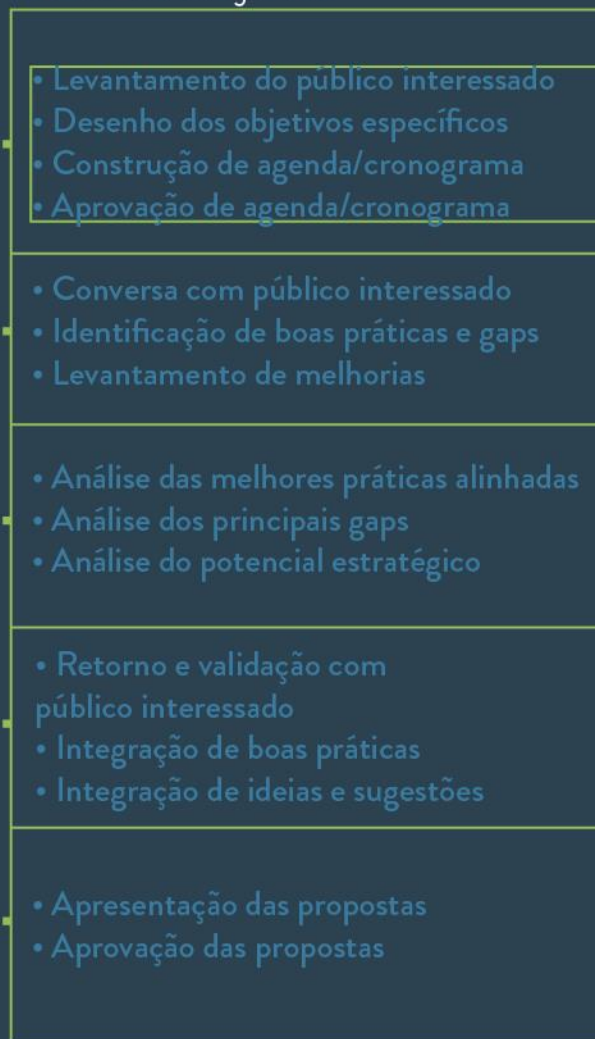 • Levantamento do público interessado
• Desenho dos objetivos específicos
• Construção de agenda/cronograma
• Aprovação de agenda/cronograma
• Conversa com público interessado
• Identificação de boas práticas e gaps
• Levantamento de melhorias
• Análise das melhores práticas alinhadas
• Análise dos principais gaps
• Análise do potencial estratégico
• Retorno e validação com
público interessado
• Integração de boas práticas
• Integração de ideias e sugestões
• Apresentação das propostas
• Aprovação das propostas